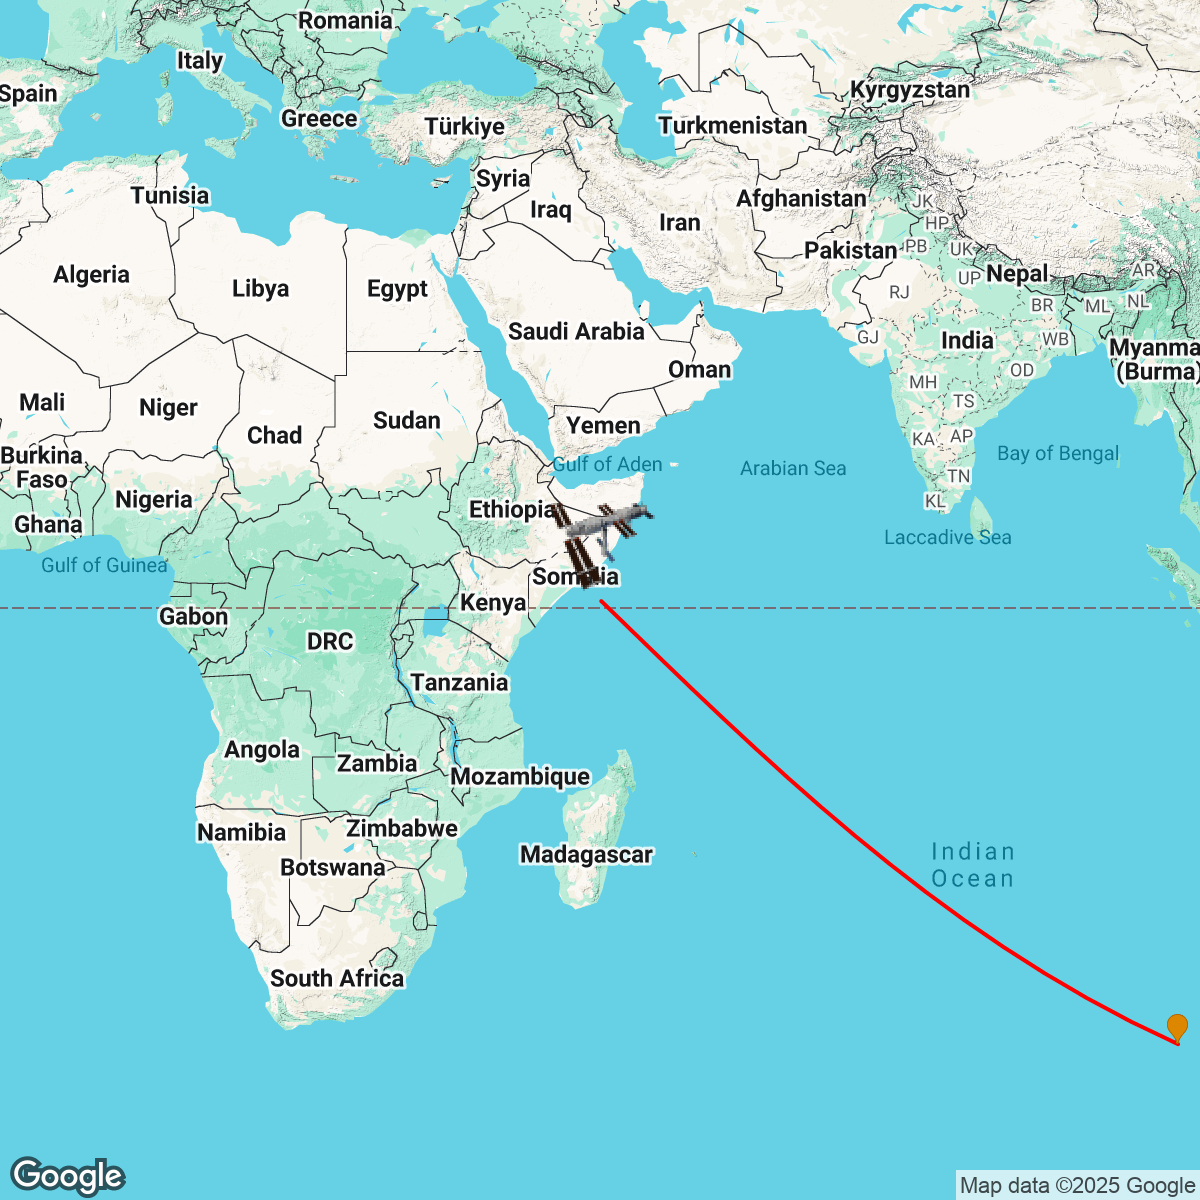 Romania
Italy
Spain
Greece
Türkiye
Kyrgyzstan
Turkmenistan
Tunisia
Syria
Iraq
Iran
Afghanistan
JK
HP
Pakistan
PB
UK
Algeria
Libya
Egypt
UP
Nepal
AR
RJ
BR
ML
NL
Saudi Arabia
GJ
India
WB
Myanma
(Burma)
Oman
OD
MH
Mali
Niger
TS
Chad
Sudan
Yemen
KA
AP
Burkina
Faso
Gulf of Aden
Arabian Sea
Bay of Bengal
TN
Nigeria
KL
Ethiopia
Ghana
Laccadive Sea
Gulf of Guinea
Somalia
Kenya
Gabon
DRC
Tanzania
Angola
Zambia
Mozambique
Namibia
Zimbabwe
Madagascar
Indian
Ocean
Botswana
South Africa
Google
Map data ©2025 Google